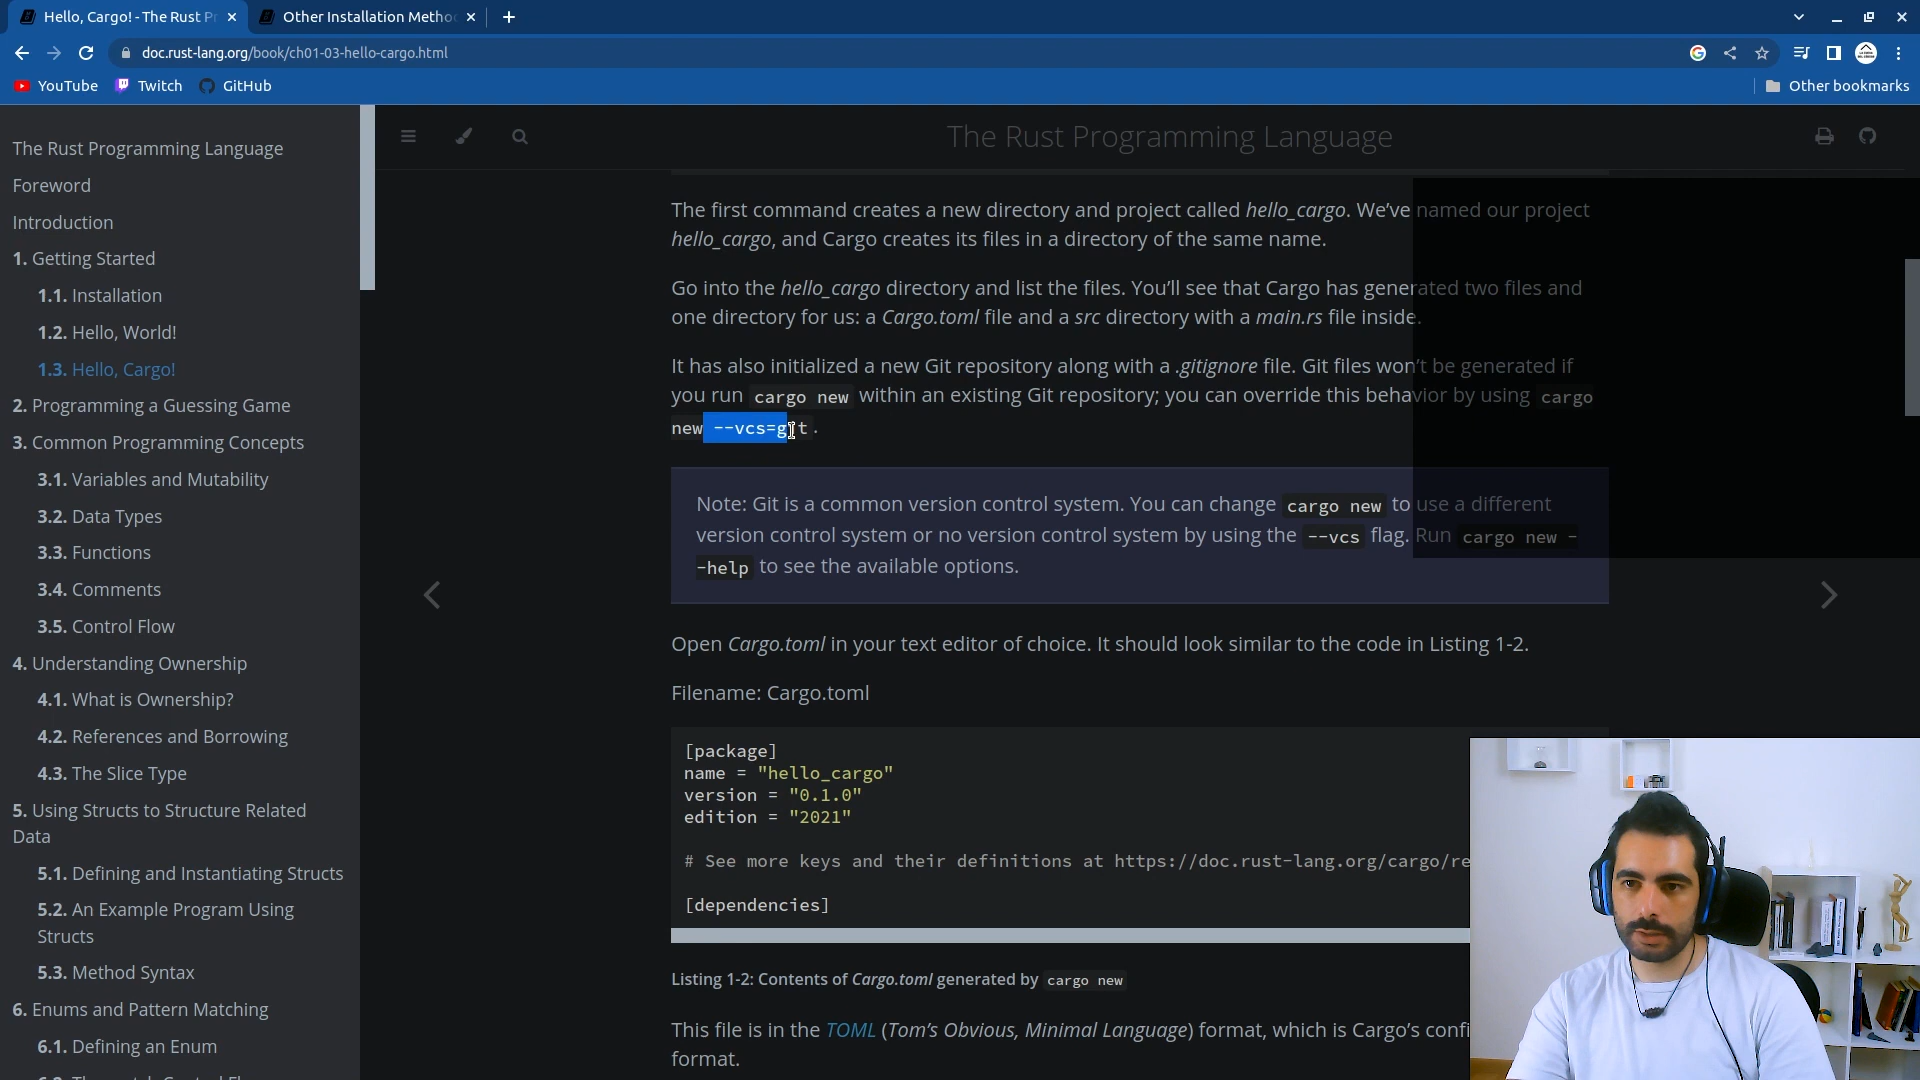 Hello, Cargo! - The Rust Pr
Other Installation Metho
doc.rust-lang.org/book/ch01-03-hello-cargo.html
YouTube
Twitch
GitHub
Other bookmarks
The Rust Programming Language
Foreword
Introduction
1. Getting Started
1.1. Installation
1.2. Hello, World!
1.3. Hello, Cargo!
2. Programming a Guessing Game
3. Common Programming Concepts
3.1. Variables and Mutability
3.2. Data Types
3.3. Functions
3.4. Comments
3.5. Control Flow
4. Understanding Ownership
4.1. What is Ownership?
4.2. References and Borrowing
4.3. The Slice Type
5. Using Structs to Structure Related
Data
5.1. Defining and Instantiating Structs
5.2. An Example Program Using
Structs
5.3. Method Syntax
6. Enums and Pattern Matching
6.1. Defining an Enum
The Rust Programming Language
The first command creates a new directory and project called hello_cargo. We’ve named our project
hello_cargo, and Cargo creates its files in a directory of the same name.
Go into the hello_cargo directory and list the files. You’ll see that Cargo has generated two files and
one directory for us: a Cargo.toml file and a src directory with a main.rs file inside.
It has also initialized a new Git repository along with a .gitignore file. Git files won’t be generated if
you run cargo new within an existing Git repository; you can override this behavior by using cargo
new --vcs=git.
Note: Git is a common version control system. You can change cargo new to use a different
version control system or no version control system by using the --vcs flag. Run cargo new -
-help to see the available options.
Open Cargo.toml in your text editor of choice. It should look similar to the code in Listing 1-2.
Filename: Cargo.toml
[package]
name = "hello_cargo"
version = "0.1.0"
edition = "2021"
# See more keys and their definitions at https://doc.rust-lang.org/cargo/re
[dependencies]
Listing 1-2: Contents of Cargo.toml generated by cargo new
This file is in the TOML (Tom’s Obvious, Minimal Language) format, which is Cargo’s confi
format.